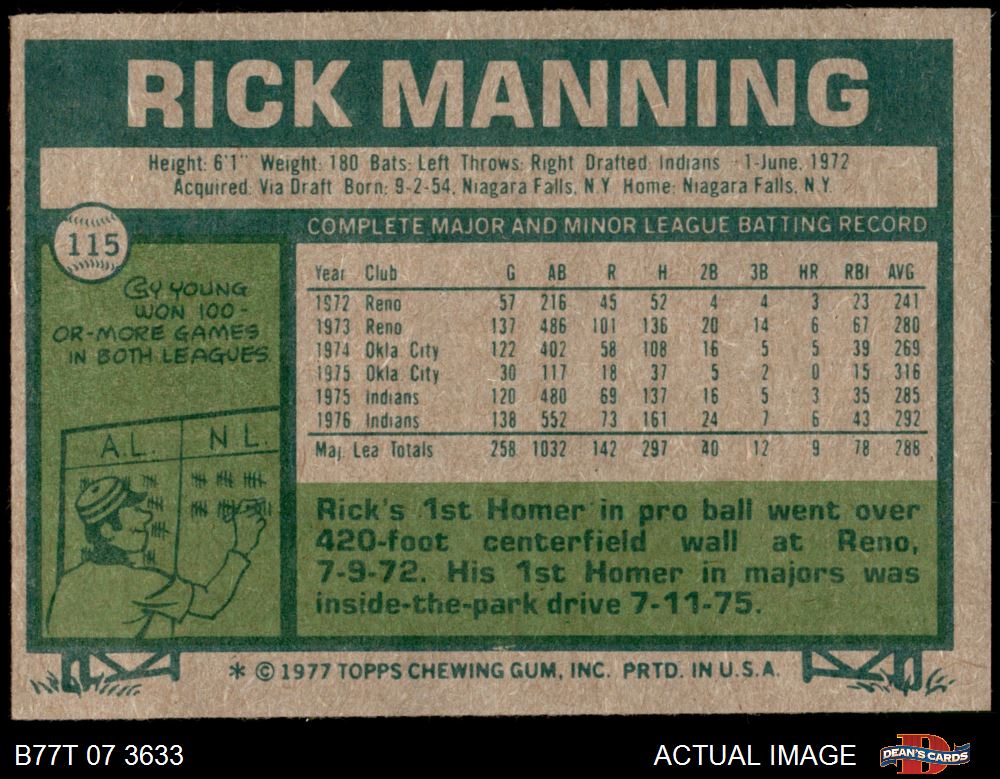 RICK MANNING
Height: 6'1" Weight: 180 Bats: Left Throws: Right Drafted: Indians - 1-June, 1972
Acquired: Via Draft Born: 9-2-54, Niagara Falls, N.Y. Home: Niagara Falls, N.Y.
115
COMPLETE MAJOR AND MINOR LEAGUE BATTING RECORD
CY YOUNG
WON 100-
OR-MORE GAMES
IN BOTH LEAGUES.
A.L. N.L.
Year Club G AB R H 2B 3B HR RBI AVG
1972 Reno 57 216 45 52 4 4 3 23 241
1973 Reno 137 486 101 136 20 14 6 67 280
1974 Okla. City 122 402 58 108 16 5 5 39 269
1975 Okla. City 30 117 18 37 5 2 0 15 316
1975 Indians 120 480 69 137 16 5 3 35 285
1976 Indians 138 552 73 161 24 7 6 43 292
Maj. Lea. Totals 258 1032 142 297 40 12 9 78 288
Rick's 1st Homer in pro ball went over
420-foot centerfield wall at Reno,
7-9-72. His 1st Homer in majors was
inside-the-park drive 7-11-75.
* © 1977 TOPPS CHEWING GUM, INC. PRTD. IN U.S.A.
B77T 07 3633 ACTUAL IMAGE DEAN'S CARDS